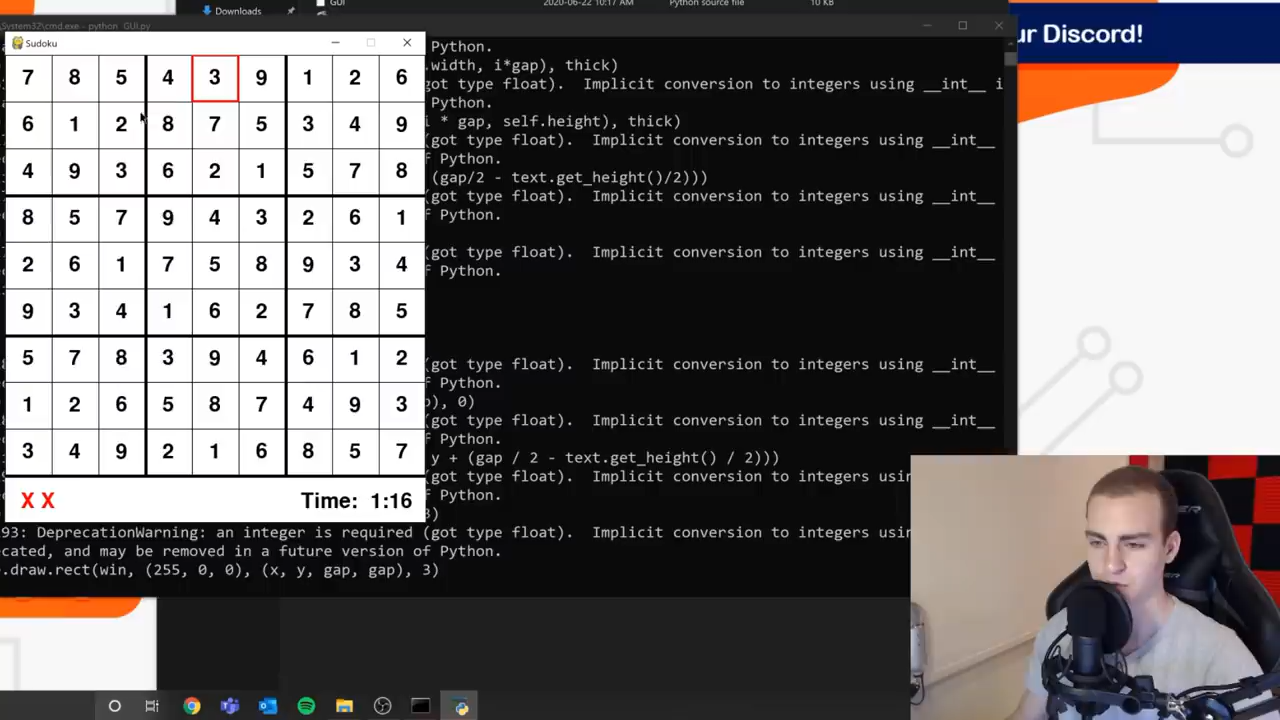 Downloads
GUI
2020-06-22 10:17 AM
Python source file
10 KB
System32\cmd.exe - python GUI.py
ur Discord!
Sudoku
Python.
.width, i*gap), thick)
(got type float). Implicit conversion to integers using __int__ i
Python.
i * gap, self.height), thick)
(got type float). Implicit conversion to integers using __int__
f Python.
(gap/2 - text.get_height()/2)))
(got type float). Implicit conversion to integers using __int__
f Python.
(got type float). Implicit conversion to integers using __int__
f Python.
(got type float). Implicit conversion to integers using __int__
f Python.
), 0)
(got type float). Implicit conversion to integers using __int__
f Python.
y + (gap / 2 - text.get_height() / 2)))
(got type float). Implicit conversion to integers using
f Python.
3)
93: DeprecationWarning: an integer is required (got type float). Implicit conversion to integers using
ecated, and may be removed in a future version of Python.
e.draw.rect(win, (255, 0, 0), (x, y, gap, gap), 3)
7 8 5 4 3 9 1 2 6
6 1 2 8 7 5 3 4 9
4 9 3 6 2 1 5 7 8
8 5 7 9 4 3 2 6 1
2 6 1 7 5 8 9 3 4
9 3 4 1 6 2 7 8 5
5 7 8 3 9 4 6 1 2
1 2 6 5 8 7 4 9 3
3 4 9 2 1 6 8 5 7
X X
Time: 1:16